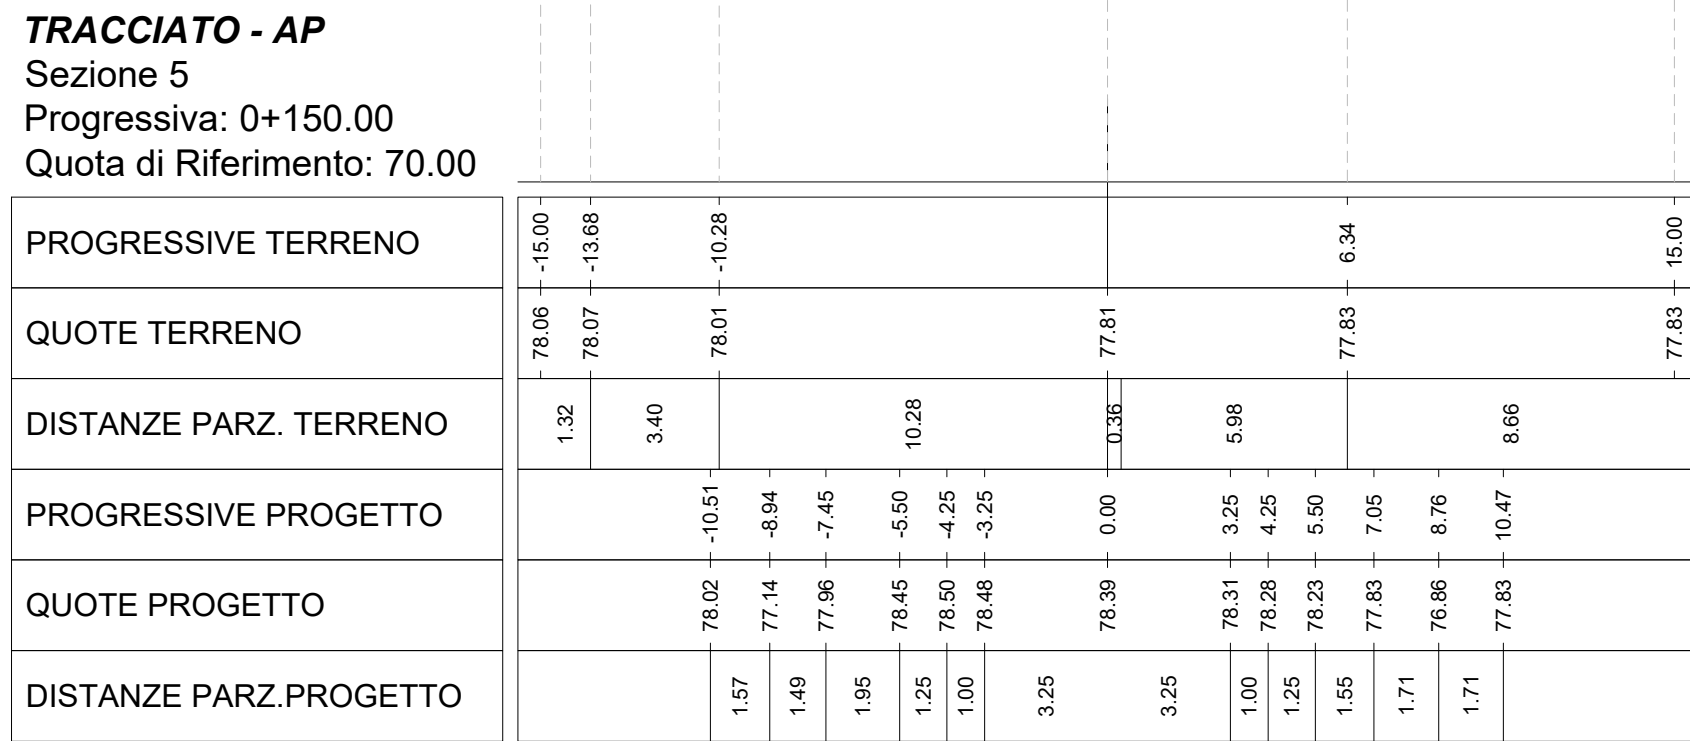 TRACCIATO - AP
Sezione 5
Progressiva: 0+150.00
Quota di Riferimento: 70.00
PROGRESSIVE TERRENO -15.00 -13.68 -10.28 6.34 15.00
QUOTE TERRENO 78.06 78.07 78.01 77.81 77.83 77.83
DISTANZE PARZ. TERRENO 1.32 3.40 10.28 0.36 5.98 8.66
PROGRESSIVE PROGETTO -10.51 -8.94 -7.45 -5.50 -4.25 -3.25 0.00 3.25 4.25 5.50 7.05 8.76 10.47
QUOTE PROGETTO 78.02 77.14 77.96 78.45 78.50 78.48 78.39 78.31 78.28 78.23 77.83 76.86 77.83
DISTANZE PARZ.PROGETTO 1.57 1.49 1.95 1.25 1.00 3.25 3.25 1.00 1.25 1.55 1.71 1.71